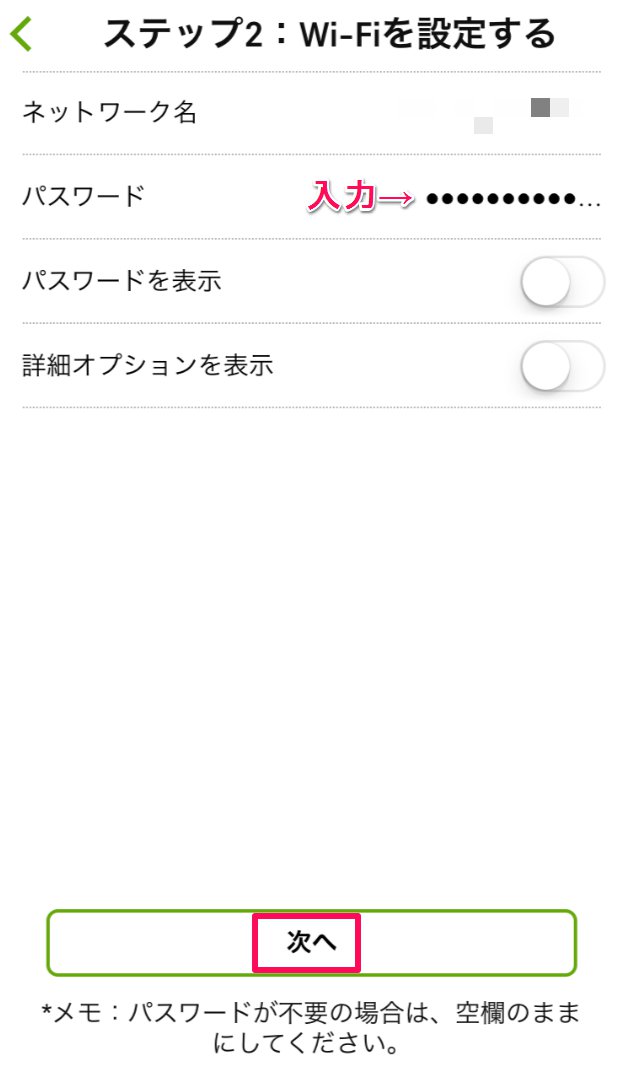 ステップ2：Wi-Fiを設定する
ネットワーク名
パスワード 入力→ ●●●●●●●●●●...
パスワードを表示
詳細オプションを表示
次へ
*メモ：パスワードが不要の場合は、空欄のまま
にしてください。